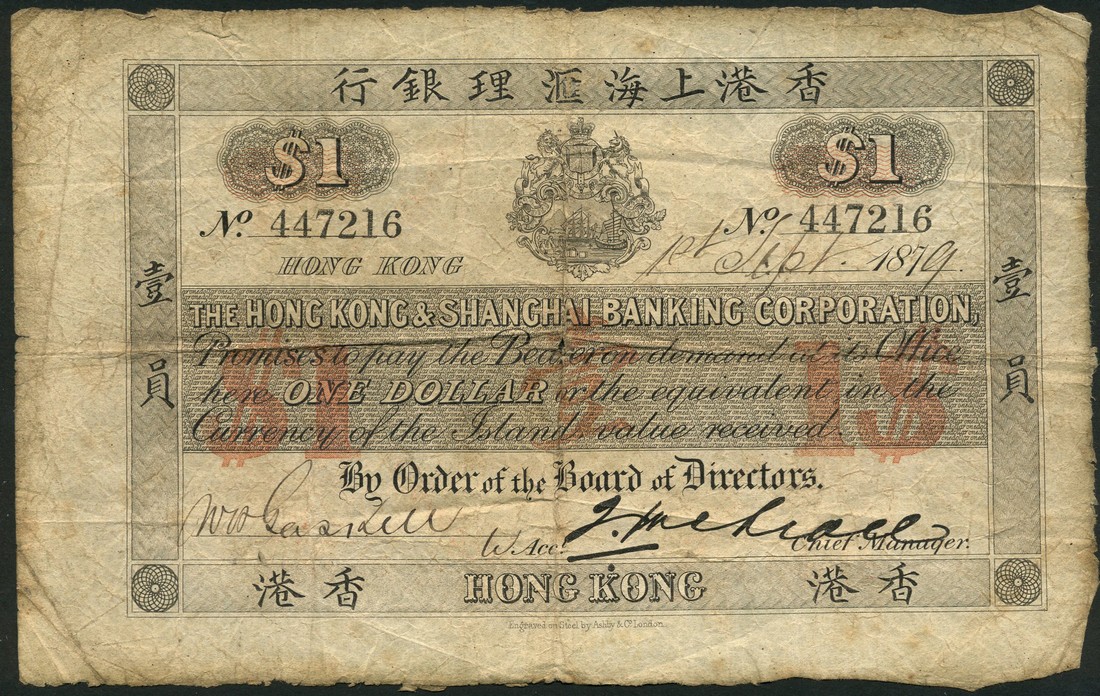 香港上海滙理銀行
$1 $1
No. 447216 No. 447216
HONG KONG 1st Sept. 1879.
壹員 壹員
THE HONG KONG & SHANGHAI BANKING CORPORATION,
Promises to pay the Bearer on demand at its Office
here ONE DOLLAR or the equivalent in the
Currency of the Island value received.
$1 1$
By Order of the Board of Directors.
Acct. Chief Manager.
香港 HONG KONG 香港
Engraved on Steel by Ashby & Co. London.